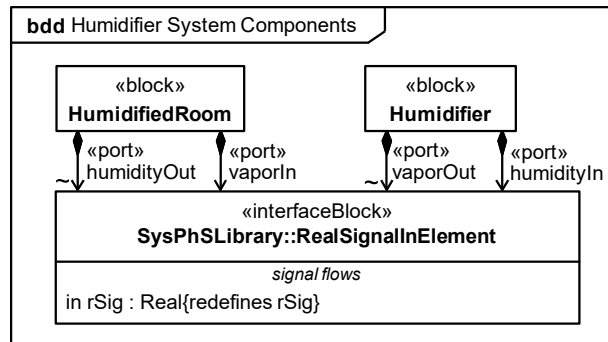 bdd Humidifier System Components
«block»
HumidifiedRoom
«block»
Humidifier
«port»
humidityOut
«port»
vaporIn
«port»
vaporOut
«port»
humidityIn
~
~
«interfaceBlock»
SysPhSLibrary::RealSignalInElement
signal flows
in rSig : Real{redefines rSig}